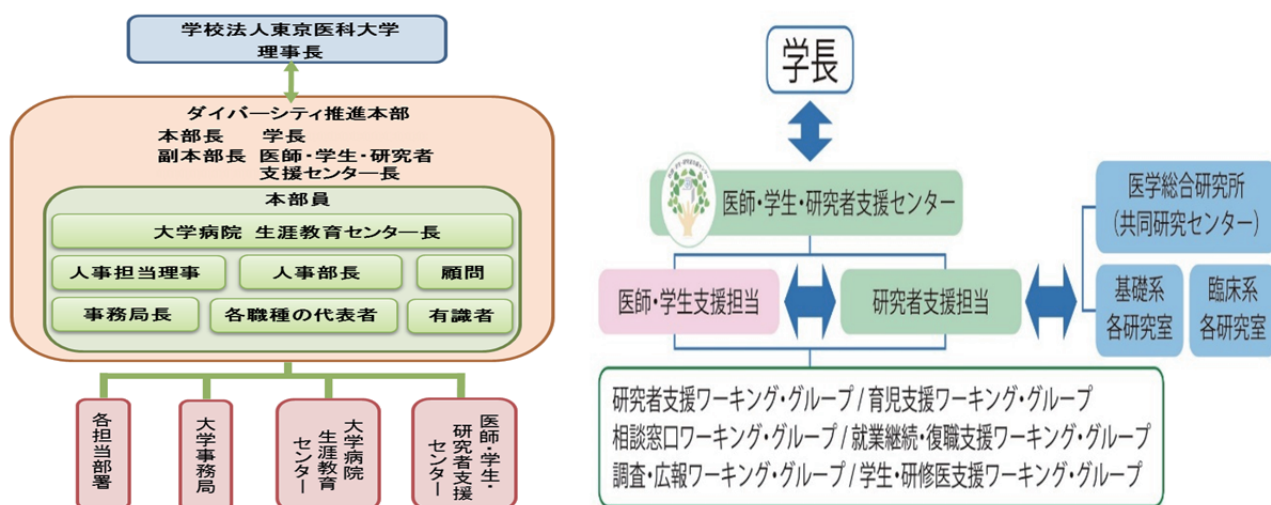 学校法人東京医科大学
理事長
ダイバーシティ推進本部
本部長　学長
副本部長　医師・学生・研究者
支援センター長
本部員
大学病院 生涯教育センター長
人事担当理事
人事部長
顧問
事務局長
各職種の代表者
有識者
各担当部署
大学事務局
大学病院
生涯教育
センター
医師・学生・
研究者支援
センター
学長
医師・学生・研究者支援センター
医師・学生支援担当
研究者支援担当
医学総合研究所
(共同研究センター)
基礎系
各研究室
臨床系
各研究室
研究者支援ワーキング・グループ / 育児支援ワーキング・グループ
相談窓口ワーキング・グループ / 就業継続・復職支援ワーキング・グループ
調査・広報ワーキング・グループ / 学生・研修医支援ワーキング・グループ